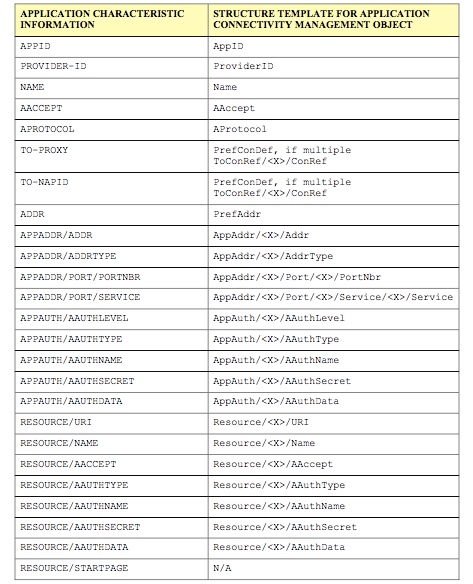 APPLICATION CHARACTERISTIC STRUCTURE TEMPLATE FOR APPLICATION
INFORMATION CONNECTIVITY MANAGEMENT OBJECT
APPID AppID
PROVIDER-ID ProviderID
NAME Name
AACCEPT AAccept
APROTOCOL AProtocol
TO-PROXY PrefConDef, if multiple
ToConRef/<X>/ConRef
TO-NAPID PrefConDef, if multiple
ToConRef/<X>/ConRef
ADDR PrefAddr
APPADDR/ADDR AppAddr/<X>/Addr
APPADDR/ADDRTYPE AppAddr/<X>/AddrType
APPADDR/PORT/PORTNBR AppAddr/<X>/Port/<X>/PortNbr
APPADDR/PORT/SERVICE AppAddr/<X>/Port/<X>/Service/<X>/Service
APPAUTH/AAUTHLEVEL AppAuth/<X>/AAuthLevel
APPAUTH/AAUTHTYPE AppAuth/<X>/AAuthType
APPAUTH/AAUTHNAME AppAuth/<X>/AAuthName
APPAUTH/AAUTHSECRET AppAuth/<X>/AAuthSecret
APPAUTH/AAUTHDATA AppAuth/<X>/AAuthData
RESOURCE/URI Resource/<X>/URI
RESOURCE/NAME Resource/<X>/Name
RESOURCE/AACCEPT Resource/<X>/AAccept
RESOURCE/AAUTHTYPE Resource/<X>/AAuthType
RESOURCE/AAUTHNAME Resource/<X>/AAuthName
RESOURCE/AAUTHSECRET Resource/<X>/AAuthSecret
RESOURCE/AAUTHDATA Resource/<X>/AAuthData
RESOURCE/STARTPAGE N/A